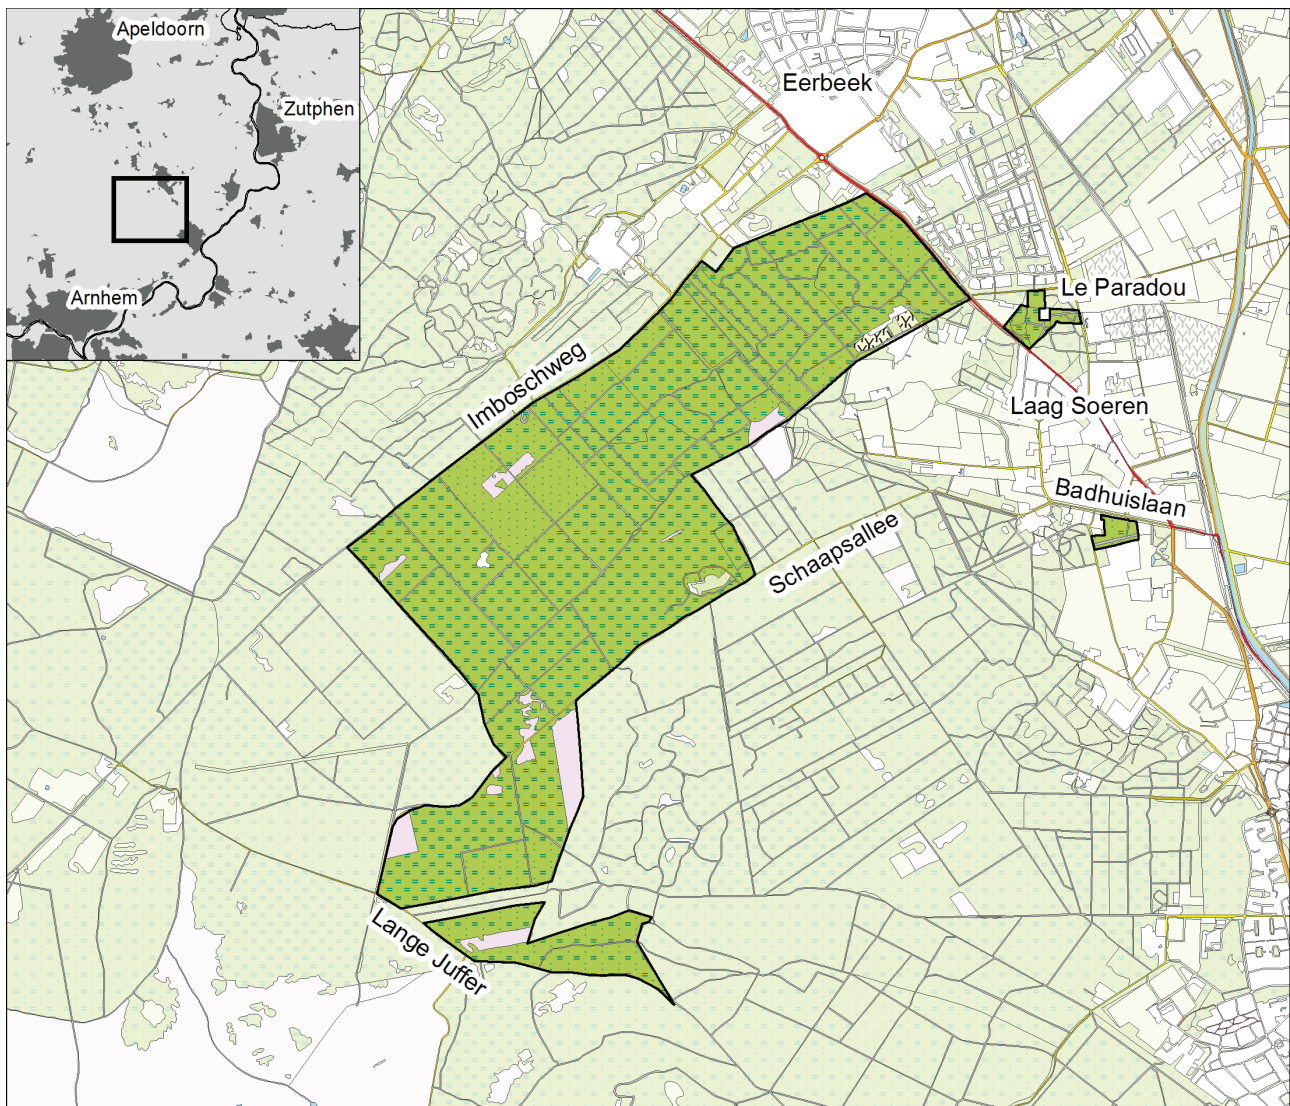 Apeldoorn
Zutphen
Arnhem
Eerbeek
Le Paradou
Imboschweg
Laag Soeren
Badhuislaan
Schaapsallee
Lange Juffer